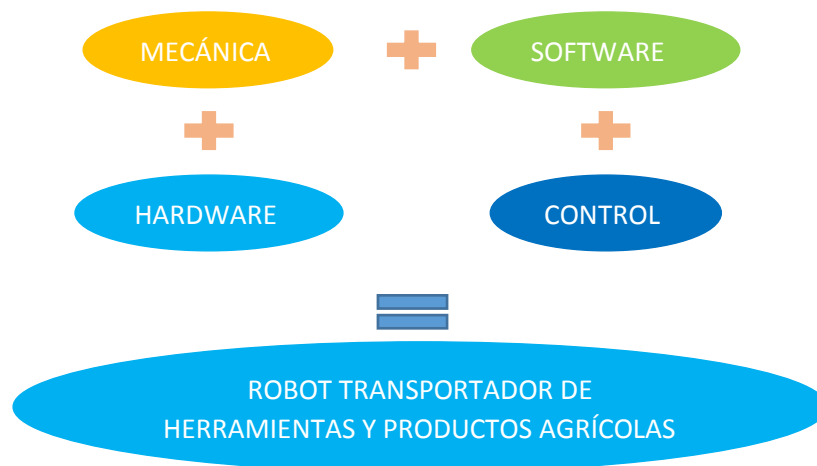 MECÁNICA
SOFTWARE
HARDWARE
CONTROL
ROBOT TRANSPORTADOR DE
HERRAMIENTAS Y PRODUCTOS AGRÍCOLAS